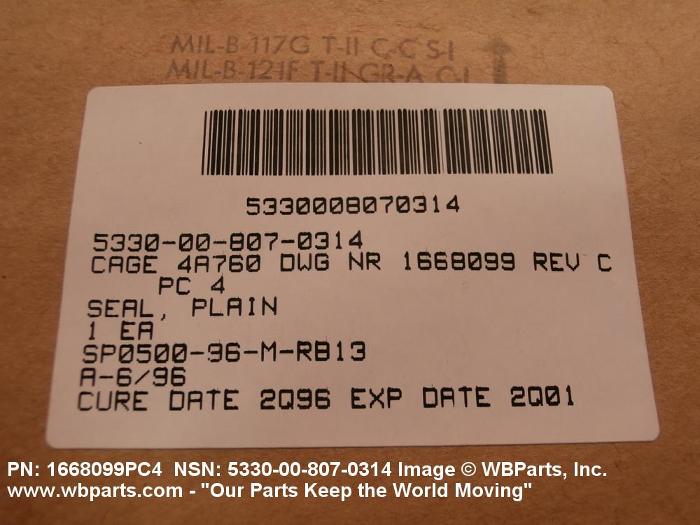 MIL-B-117G T-II C-C S-I
MIL-B-121F T-II GR-A C-I
5330008070314
5330-00-807-0314
CAGE 4A760 DWG NR 1668099 REV C
PC 4
SEAL, PLAIN
1 EA
SP0500-96-M-RB13
A-6/96
CURE DATE 2Q96 EXP DATE 2Q01
PN: 1668099PC4 NSN: 5330-00-807-0314 Image © WBParts, Inc.
www.wbparts.com - "Our Parts Keep the World Moving"